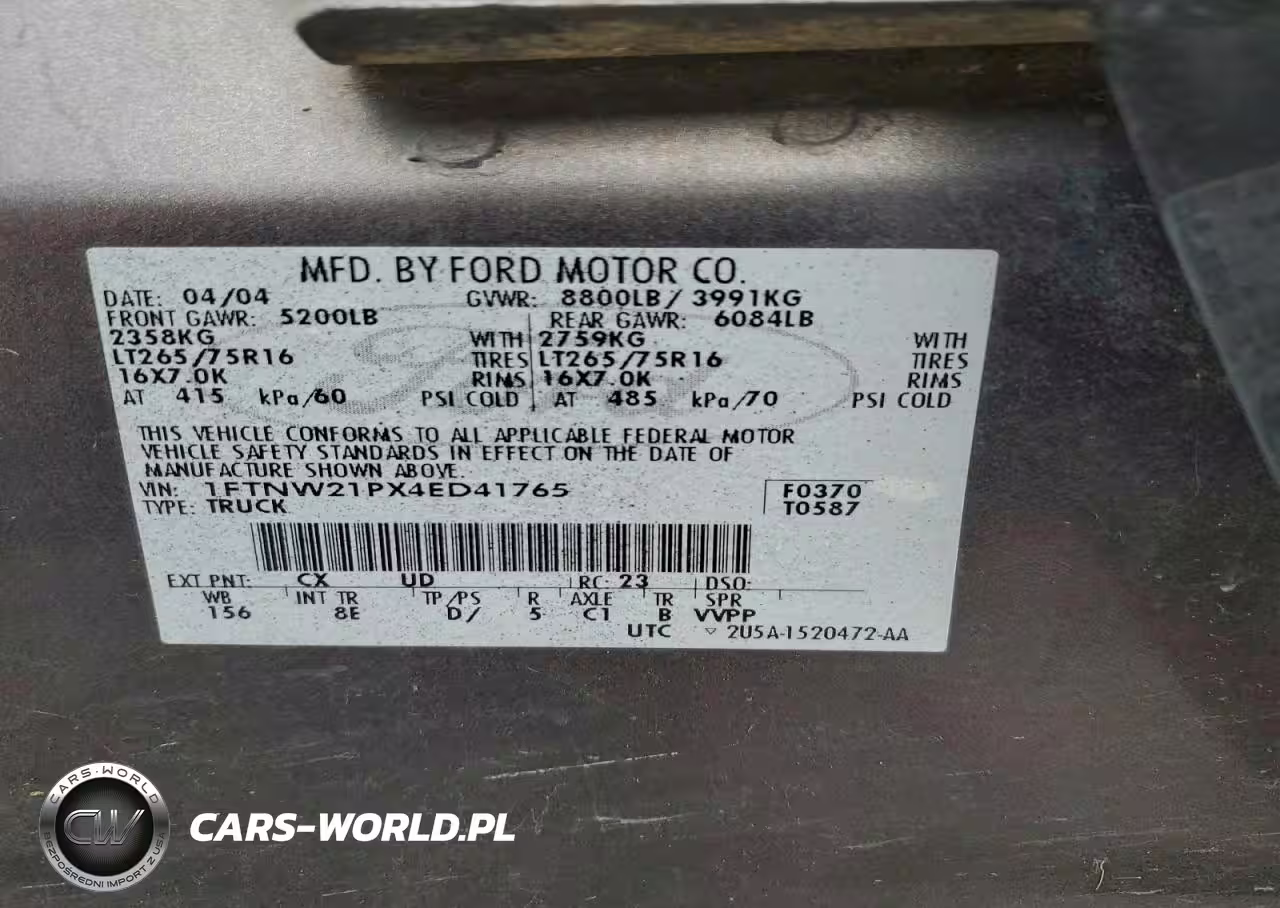 MFD. BY FORD MOTOR CO.
DATE: 04/04 GVWR: 8800LB/ 3991KG
FRONT GAWR: 5200LB REAR GAWR: 6084LB
2358KG WITH 2759KG WITH
LT265/75R16 TIRES LT265/75R16 TIRES
16X7.0K RIMS 16X7.0K RIMS
AT 415 kPa/60 PSI COLD AT 485 kPa/70 PSI COLD
THIS VEHICLE CONFORMS TO ALL APPLICABLE FEDERAL MOTOR
VEHICLE SAFETY STANDARDS IN EFFECT ON THE DATE OF
MANUFACTURE SHOWN ABOVE.
VIN: 1FTNW21PX4ED41765 F0370
TYPE: TRUCK T0587
EXT PNT: CX UD RC: 23 DSO:
WB INT TR TP/PS R AXLE TR SPR
156 8E D/ 5 C1 B VVPP
UTC ▽ 2U5A-1520472-AA
CARS-WORLD
CW
BEZPOŚREDNI IMPORT Z USA
CARS-WORLD.PL